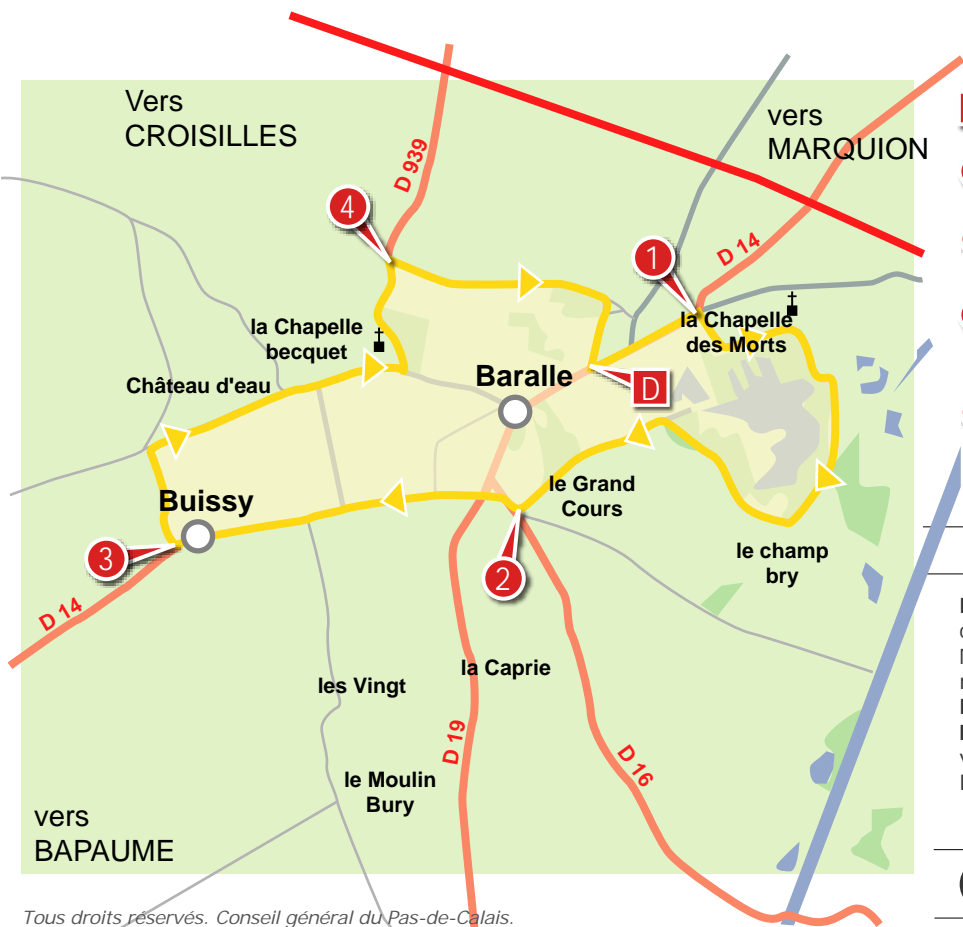 Vers
CROISILLES
vers
MARQUION
D 939
4
1
D 14
la Chapelle
des Morts
la Chapelle
becquet
Château d'eau
Baralle
D
Buissy
le Grand
Cours
3
2
le champ
bry
D 14
la Caprie
les Vingt
D 19
D 16
le Moulin
Bury
vers
BAPAUME
Tous droits réservés. Conseil général du Pas-de-Calais.